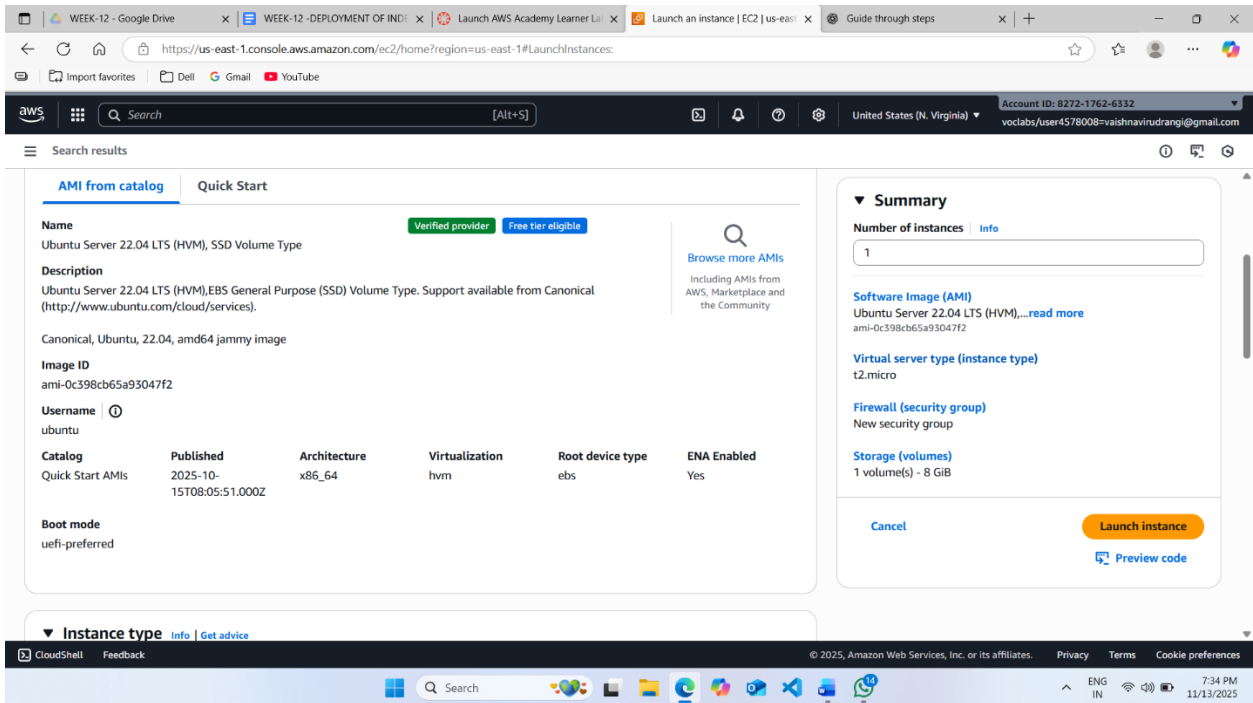 WEEK-12 - Google Drive
WEEK-12 -DEPLOYMENT OF INDE
Launch AWS Academy Learner La
Launch an instance | EC2 | us-east
Guide through steps
https://us-east-1.console.aws.amazon.com/ec2/home?region=us-east-1#LaunchInstances:
Import favorites
Dell
Gmail
YouTube
aws
Search
[Alt+S]
United States (N. Virginia)
Account ID: 8272-1762-6332
voclabs/user4578008=vaishnavirudrangi@gmail.com
Search results
AMI from catalog
Quick Start
Name
Verified provider
Free tier eligible
Ubuntu Server 22.04 LTS (HVM), SSD Volume Type
Description
Ubuntu Server 22.04 LTS (HVM),EBS General Purpose (SSD) Volume Type. Support available from Canonical
(http://www.ubuntu.com/cloud/services).
Canonical, Ubuntu, 22.04, amd64 jammy image
Image ID
ami-0c398cb65a93047f2
Username
ubuntu
Catalog Published Architecture Virtualization Root device type ENA Enabled
Quick Start AMIs 2025-10- x86_64 hvm ebs Yes
15T08:05:51.000Z
Boot mode
uefi-preferred
Browse more AMIs
Including AMIs from
AWS, Marketplace and
the Community
Instance type Info | Get advice
Summary
Number of instances Info
1
Software Image (AMI)
Ubuntu Server 22.04 LTS (HVM),...read more
ami-0c398cb65a93047f2
Virtual server type (instance type)
t2.micro
Firewall (security group)
New security group
Storage (volumes)
1 volume(s) - 8 GiB
Cancel
Launch instance
Preview code
CloudShell
Feedback
© 2025, Amazon Web Services, Inc. or its affiliates.
Privacy
Terms
Cookie preferences
Search
14
ENG
IN
7:34 PM
11/13/2025